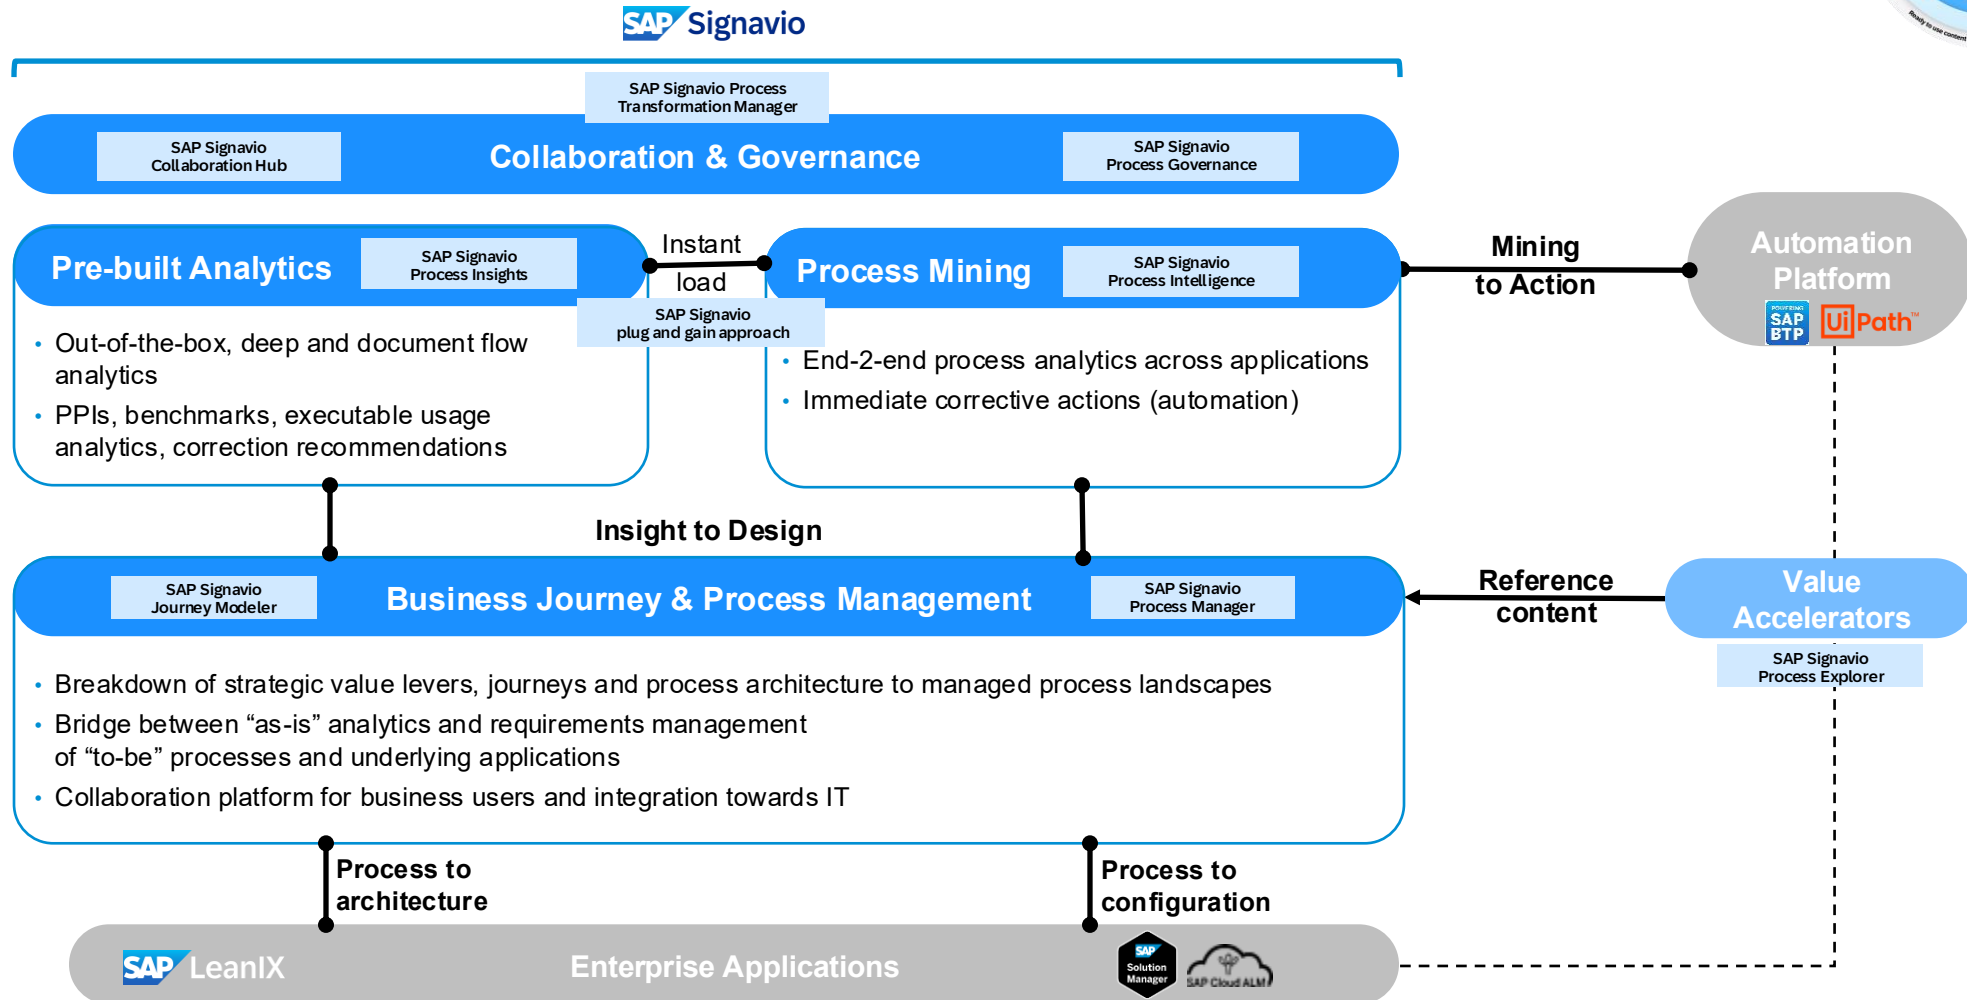 SAP Signavio
Ready to use content
SAP Signavio Process
Transformation Manager
SAP Signavio
Collaboration Hub
Collaboration & Governance
SAP Signavio
Process Governance
Pre-built Analytics
SAP Signavio
Process Insights
Instant
load
SAP Signavio
plug and gain approach
Process Mining
SAP Signavio
Process Intelligence
Mining
to Action
Automation
Platform
POWERING
SAP
BTP
UiPath™
• Out-of-the-box, deep and document flow
analytics
• PPIs, benchmarks, executable usage
analytics, correction recommendations
• End-2-end process analytics across applications
• Immediate corrective actions (automation)
Insight to Design
SAP Signavio
Journey Modeler
Business Journey & Process Management
SAP Signavio
Process Manager
Reference
content
Value
Accelerators
SAP Signavio
Process Explorer
• Breakdown of strategic value levers, journeys and process architecture to managed process landscapes
• Bridge between “as-is” analytics and requirements management
of “to-be” processes and underlying applications
• Collaboration platform for business users and integration towards IT
Process to
architecture
Process to
configuration
SAP LeanIX
Enterprise Applications
SAP
Solution
Manager
SAP Cloud ALM